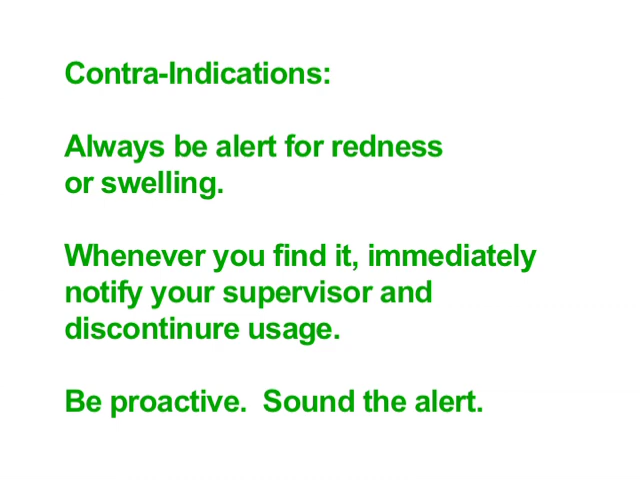 Contra-Indications:
Always be alert for redness
or swelling.
Whenever you find it, immediately
notify your supervisor and
discontinure usage.
Be proactive.  Sound the alert.